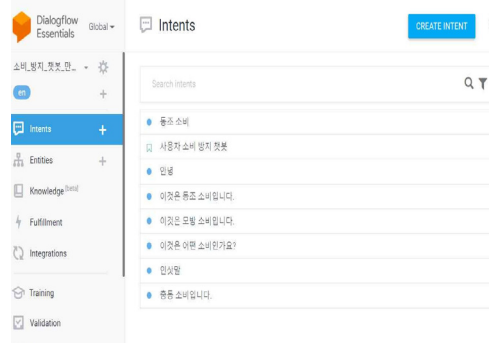 Dialogflow
Essentials
Global
Intents
CREATE INTENT
소비_방지_챗봇_만...
en
Search intents
Intents
Entities
Knowledge [beta]
Fulfillment
Integrations
Training
Validation
동조 소비
사용자 소비 방지 챗봇
안녕
이것은 동조 소비입니다.
이것은 모방 소비입니다.
이것은 어떤 소비인가요?
인삿말
충동 소비입니다.